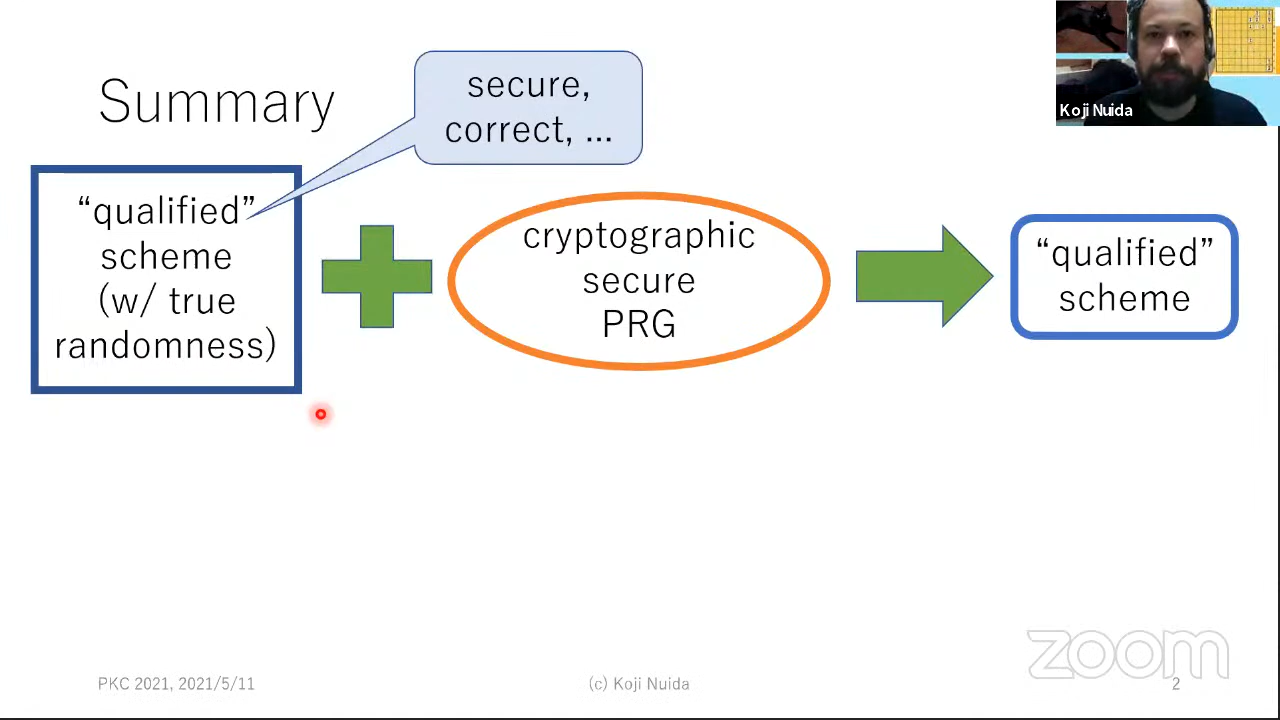 Summary
secure,
correct, ...
“qualified”
scheme
(w/ true
randomness)
cryptographic
secure
PRG
“qualified”
scheme
Koji Nuida
zoom
PKC 2021, 2021/5/11
(c) Koji Nuida
2